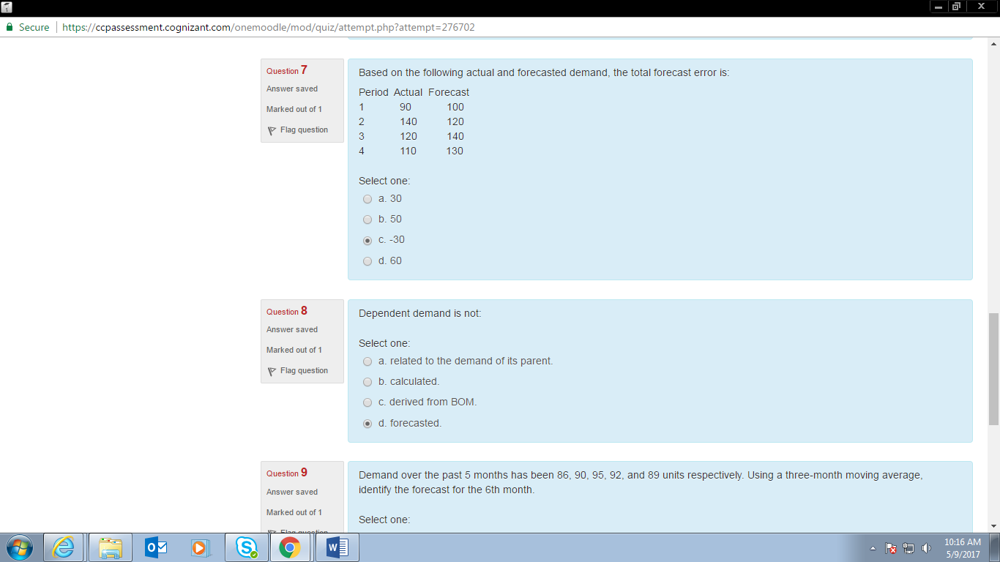 Secure https://ccpassessment.cognizant.com/onemoodle/mod/quiz/attempt.php?attempt=276702
Question 7
Answer saved
Marked out of 1
Flag question
Based on the following actual and forecasted demand, the total forecast error is:
Period Actual Forecast
1 90 100
2 140 120
3 120 140
4 110 130
Select one:
a. 30
b. 50
c. -30
d. 60
Question 8
Answer saved
Marked out of 1
Flag question
Dependent demand is not:
Select one:
a. related to the demand of its parent.
b. calculated.
c. derived from BOM.
d. forecasted.
Question 9
Answer saved
Marked out of 1
Flag question
Demand over the past 5 months has been 86, 90, 95, 92, and 89 units respectively. Using a three-month moving average,
identify the forecast for the 6th month.
Select one:
10:16 AM
5/9/2017